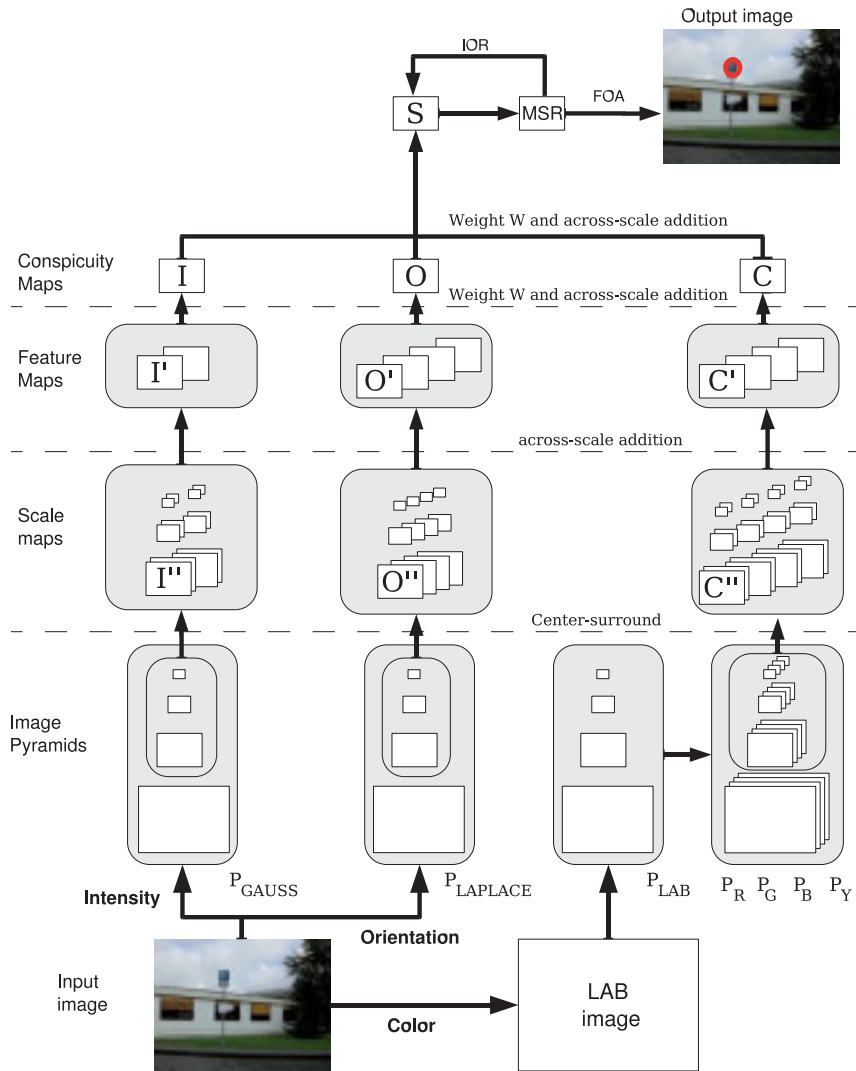 Output image
IOR
S
MSR
FOA
Weight W and across-scale addition
Conspicuity
Maps
I
O
C
Weight W and across-scale addition
Feature
Maps
I'
O'
C'
across-scale addition
Scale
maps
I''
O''
C''
Center-surround
Image
Pyramids
P_GAUSS
P_LAPLACE
P_LAB
P_R P_G P_B P_Y
Intensity
Orientation
Input
image
Color
LAB
image